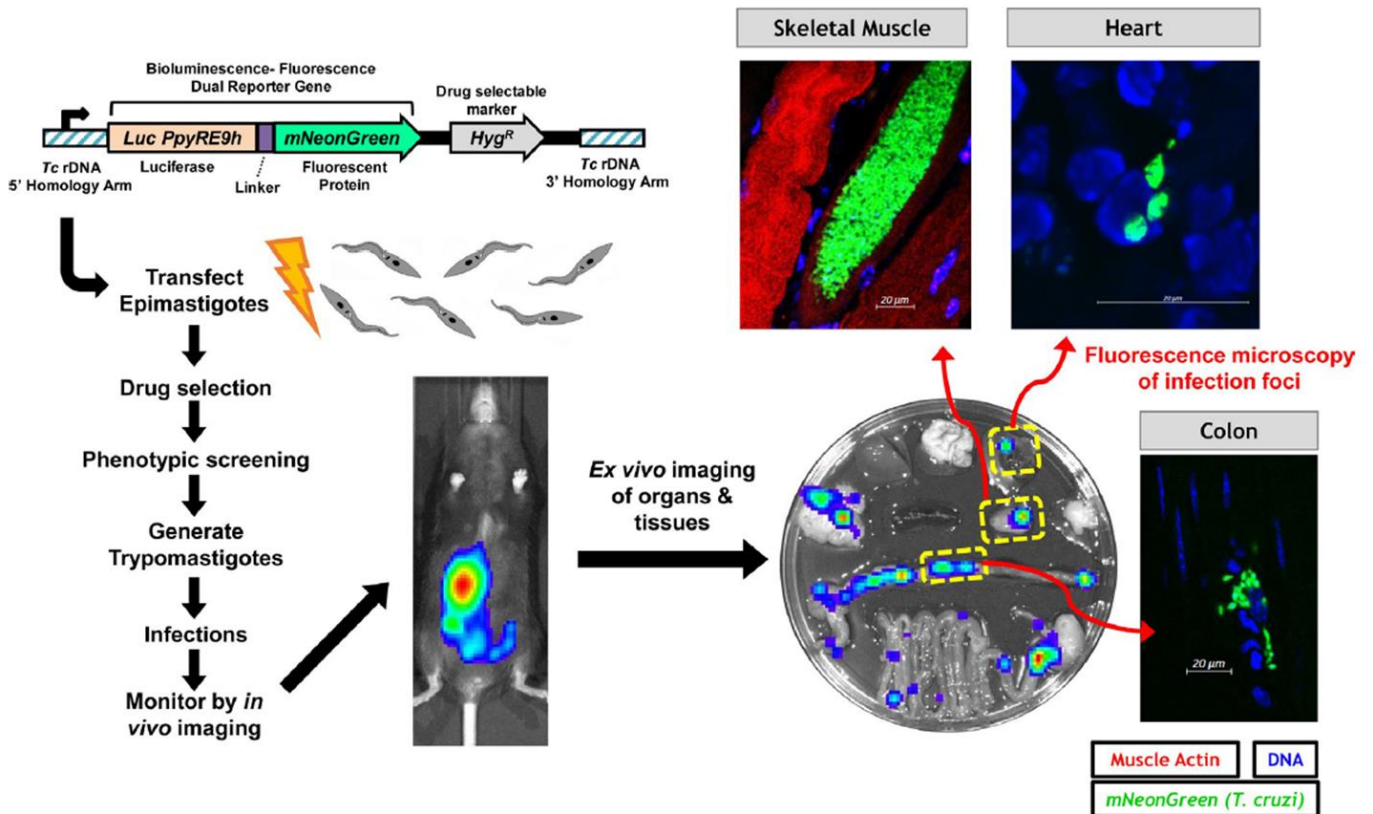 Bioluminescence- Fluorescence
Dual Reporter Gene
Drug selectable
marker
Luc PpyRE9h
mNeonGreen
Hyg^R
Tc rDNA
5' Homology Arm
Luciferase
Linker
Fluorescent
Protein
Tc rDNA
3' Homology Arm
Transfect
Epimastigotes
Drug selection
Phenotypic screening
Generate
Trypomastigotes
Infections
Monitor by in
vivo imaging
Ex vivo imaging
of organs &
tissues
Skeletal Muscle
20 µm
Heart
20 µm
Fluorescence microscopy
of infection foci
Colon
20 µm
Muscle Actin
DNA
mNeonGreen (T. cruzi)